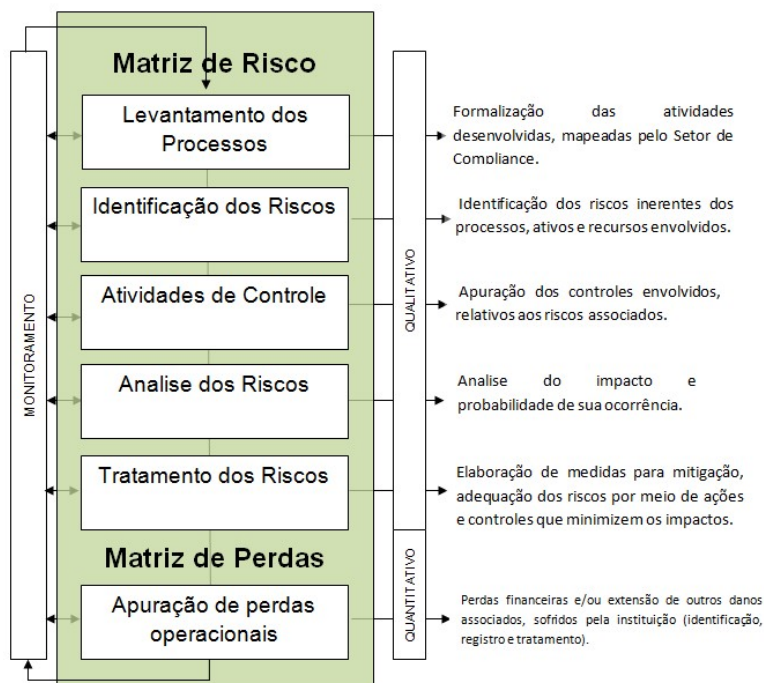 Matriz de Risco
MONITORAMENTO
Levantamento dos
Processos
Identificação dos Riscos
Atividades de Controle
Analise dos Riscos
Tratamento dos Riscos
Matriz de Perdas
Apuração de perdas
operacionais
QUALITATIVO
QUANTITATIVO
Formalização das atividades
desenvolvidas, mapeadas pelo Setor de
Compliance.
Identificação dos riscos inerentes dos
processos, ativos e recursos envolvidos.
Apuração dos controles envolvidos,
relativos aos riscos associados.
Analise do impacto e
probabilidade de sua ocorrência.
Elaboração de medidas para mitigação,
adequação dos riscos por meio de ações
e controles que minimizem os impactos.
Perdas financeiras e/ou extensão de outros danos
associados, sofridos pela instituição (identificação,
registro e tratamento).